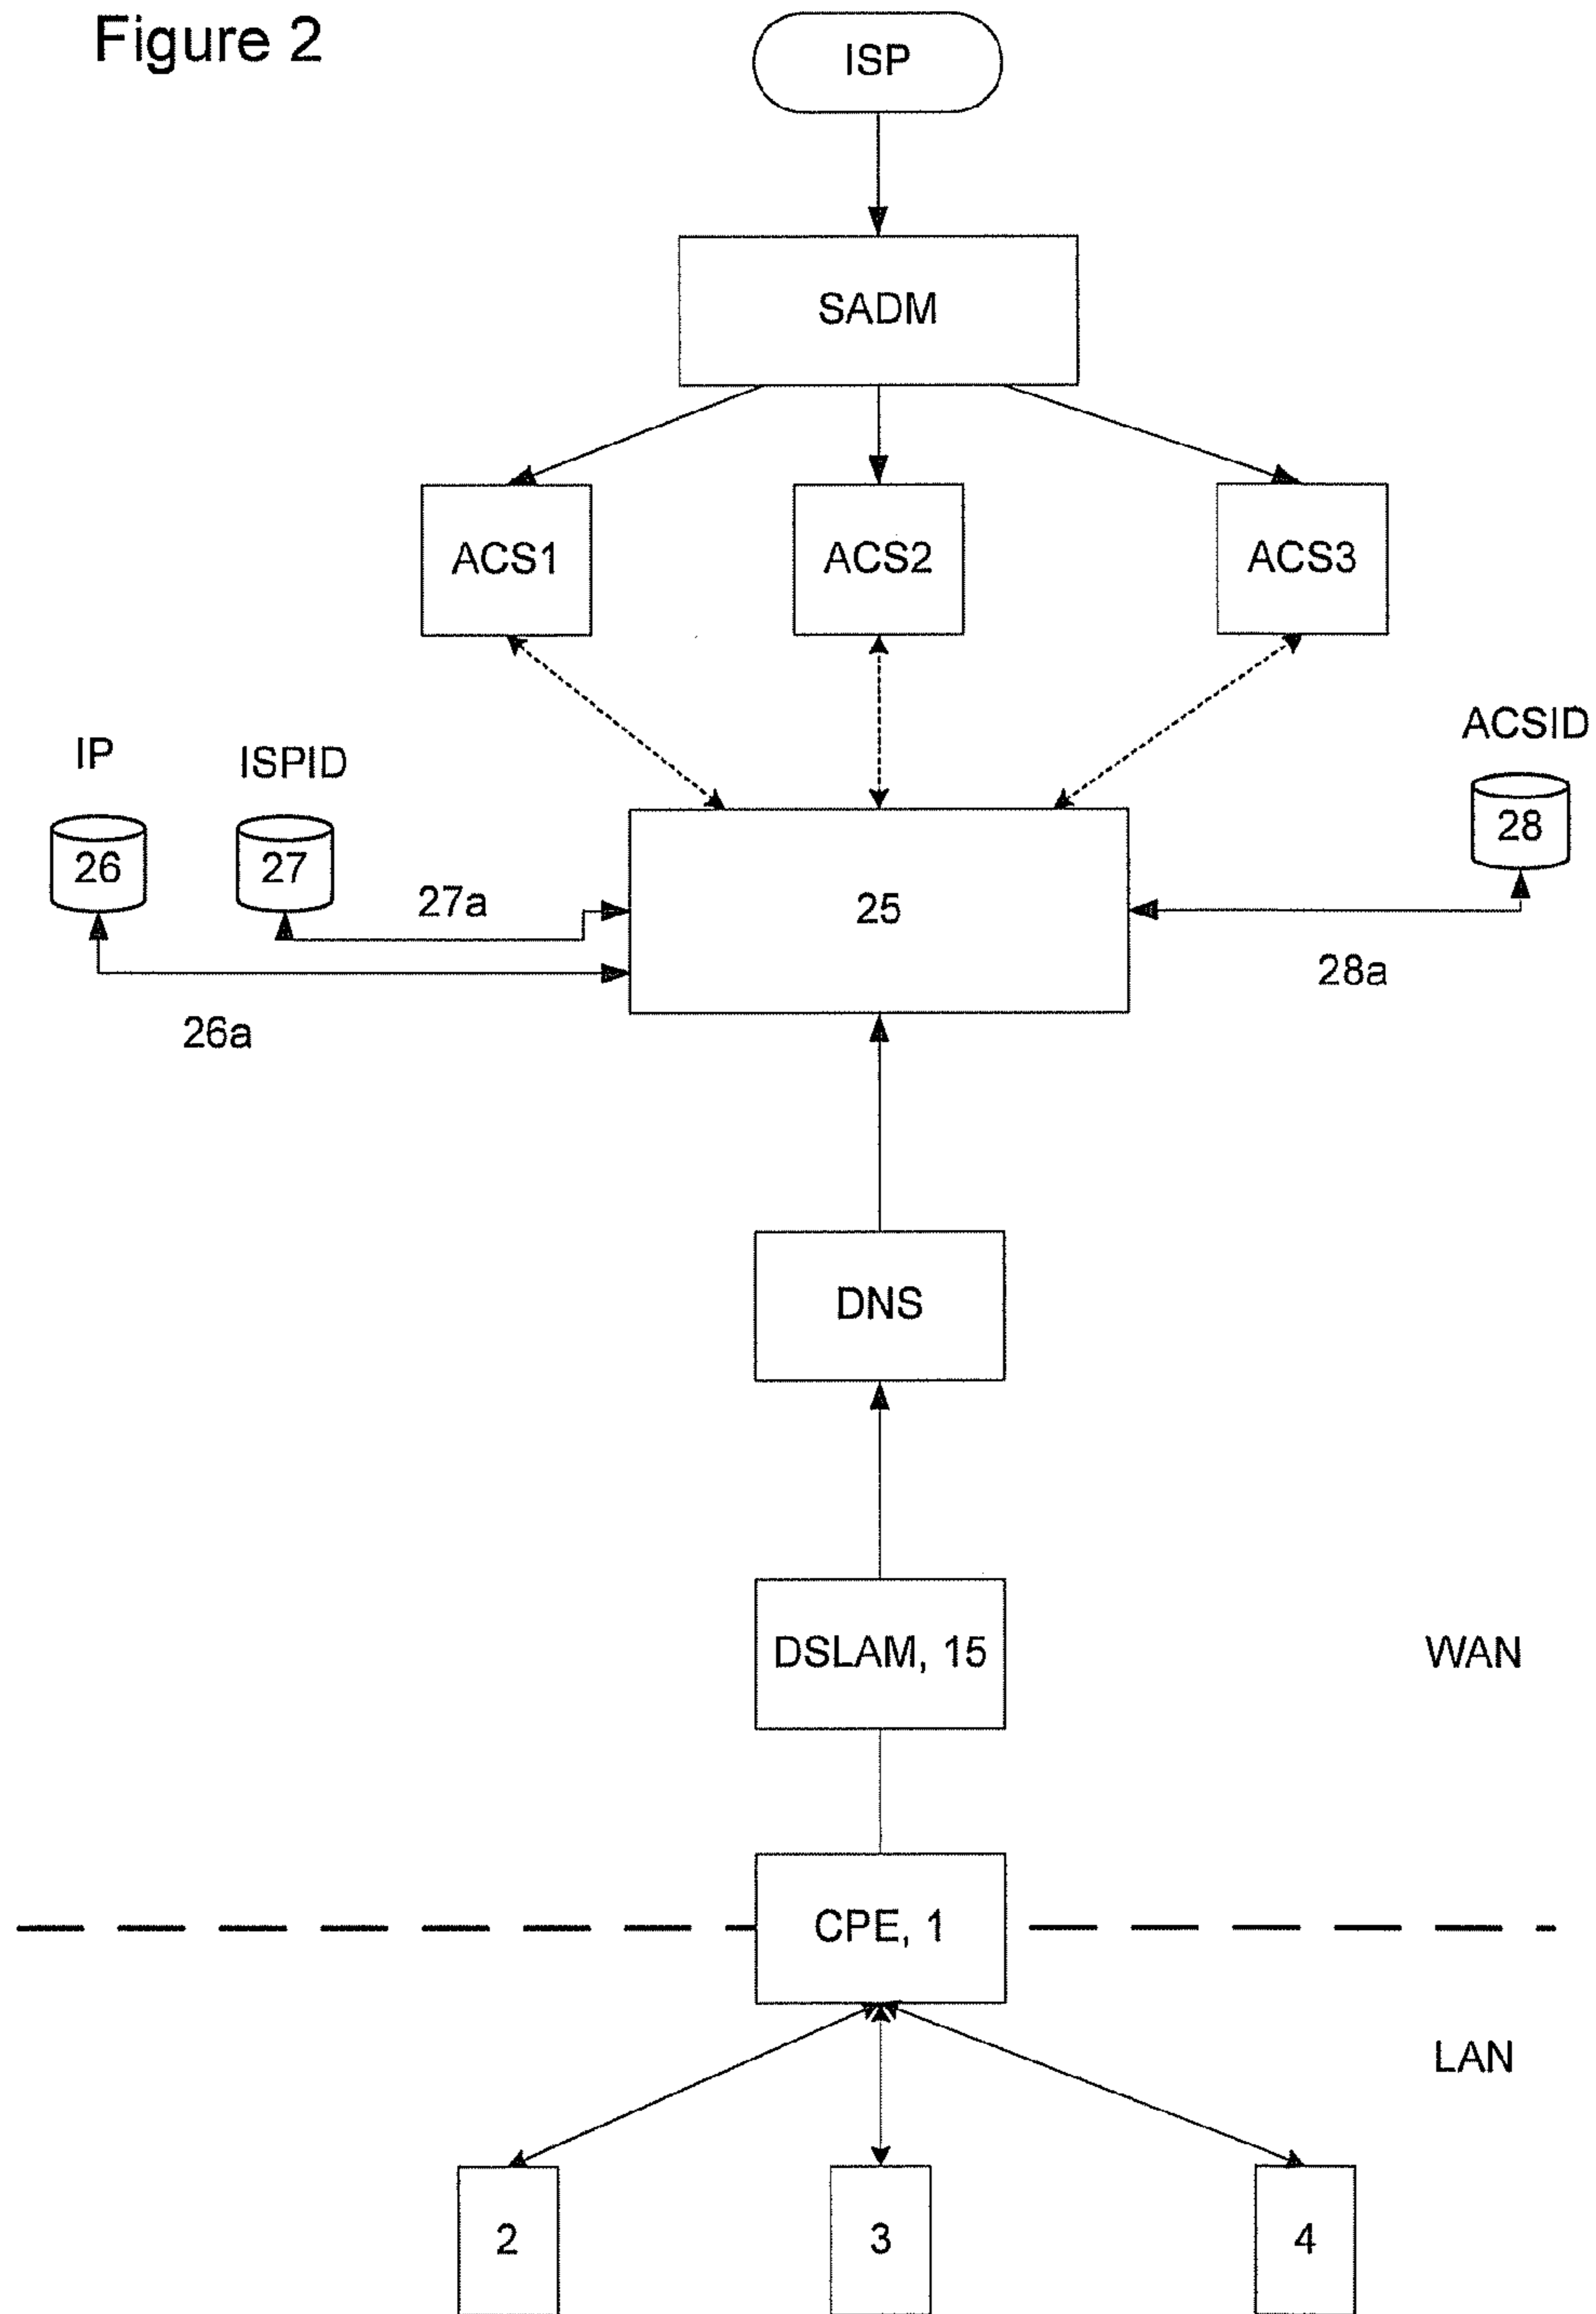 Figure 2
ISP
SADM
ACS1
ACS2
ACS3
IP
ISPID
ACSID
26
27
28
27a
25
28a
26a
DNS
DSLAM, 15
WAN
CPE, 1
LAN
2
3
4